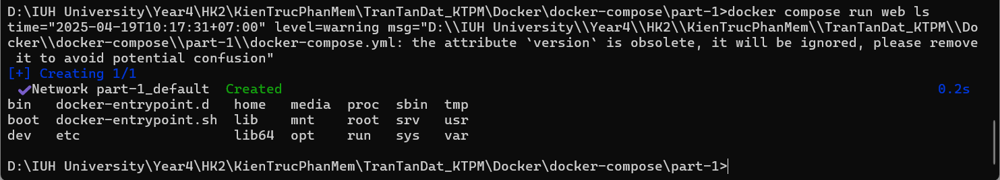 D:\IUH University\Year4\HK2\KienTrucPhanMem\TranTanDat_KTPM\Docker\docker-compose\part-1>docker compose run web ls
time="2025-04-19T10:17:31+07:00" level=warning msg="D:\\IUH University\\Year4\\HK2\\KienTrucPhanMem\\TranTanDat_KTPM\\Do
cker\\docker-compose\\part-1\\docker-compose.yml: the attribute `version` is obsolete, it will be ignored, please remove
 it to avoid potential confusion"
[+] Creating 1/1
 ✔Network part-1_default  Created 0.2s
bin   docker-entrypoint.d   home   media  proc  sbin  tmp
boot  docker-entrypoint.sh  lib    mnt    root  srv   usr
dev   etc                   lib64  opt    run   sys   var
D:\IUH University\Year4\HK2\KienTrucPhanMem\TranTanDat_KTPM\Docker\docker-compose\part-1>